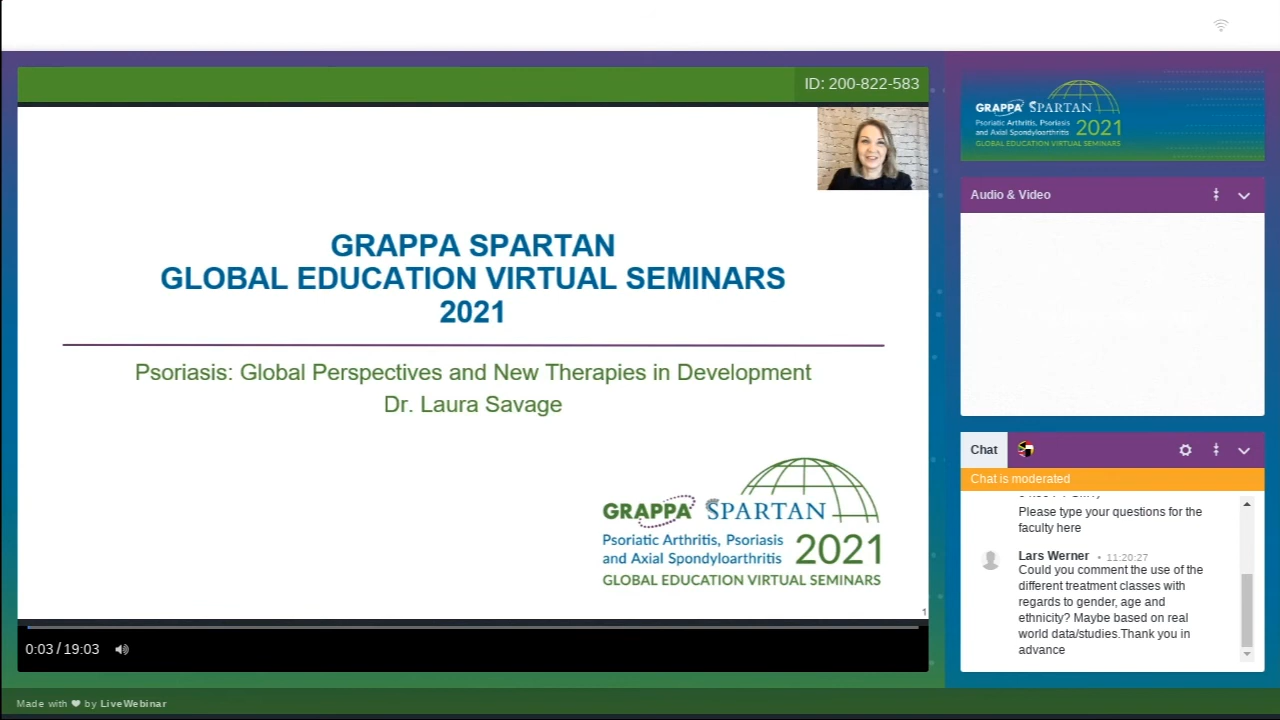 ID: 200-822-583
GRAPPA SPARTAN
GLOBAL EDUCATION VIRTUAL SEMINARS
2021
Psoriasis: Global Perspectives and New Therapies in Development
Dr. Laura Savage
GRAPPA SPARTAN
Psoriatic Arthritis, Psoriasis
and Axial Spondyloarthritis 2021
GLOBAL EDUCATION VIRTUAL SEMINARS
1
0:03 / 19:03
GRAPPA SPARTAN
Psoriatic Arthritis, Psoriasis
and Axial Spondyloarthritis 2021
GLOBAL EDUCATION VIRTUAL SEMINARS
Audio & Video
Chat
Chat is moderated
Please type your questions for the
faculty here
Lars Werner • 11:20:27
Could you comment the use of the
different treatment classes with
regards to gender, age and
ethnicity? Maybe based on real
world data/studies.Thank you in
advance
Made with ❤ by LiveWebinar